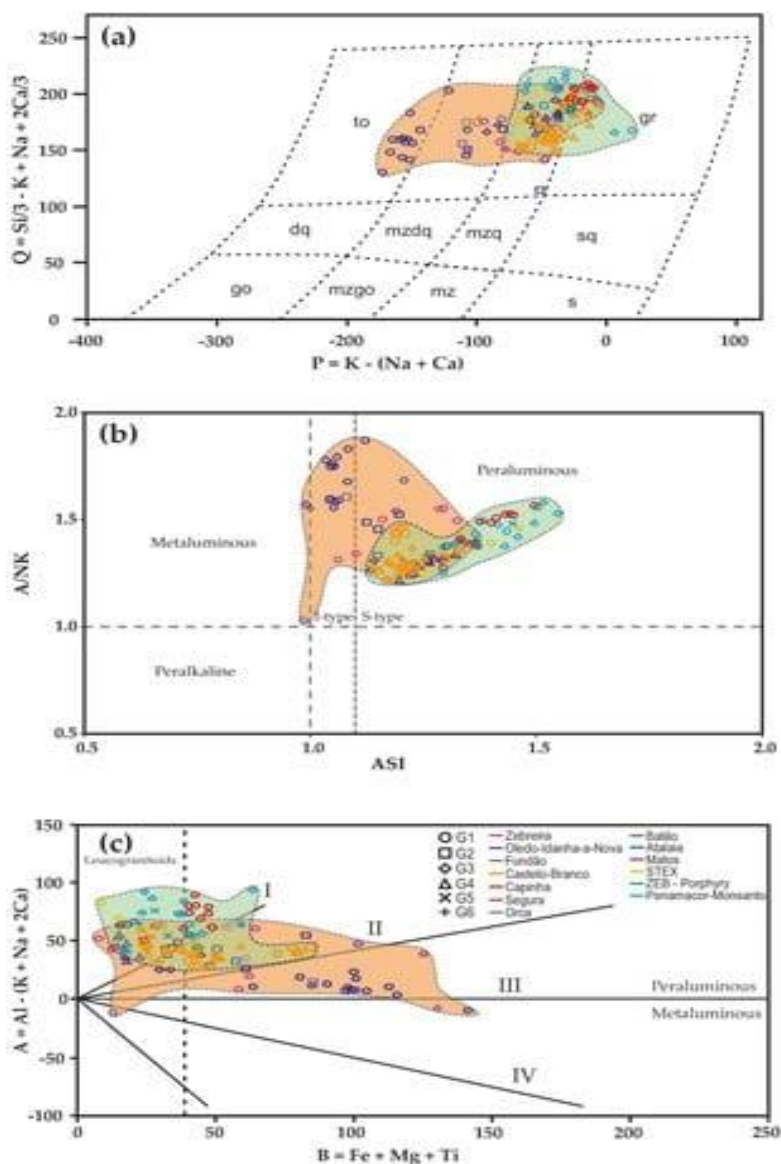 (a)
250
200
150
100
50
0
Q = Si/3 - K + Na + 2Ca/3
to
gr
dq
mzdq
mzq
sq
go
mzgo
mz
s
-400
-300
-200
-100
0
100
P = K - (Na + Ca)
(b)
2.0
1.5
1.0
0.5
A/NK
Peraluminous
Metaluminous
I-type
S-type
Peralkaline
0.5
1.0
1.5
2.0
ASI
(c)
150
100
50
0
-50
-100
A = Al - (K + Na + 2Ca)
Leucogranitoids
I
II
III
IV
Peraluminous
Metaluminous
G1
G2
G3
G4
G5
G6
Zebreira
Oledo-Idanha-a-Nova
Fundão
Castelo-Branco
Capinha
Segura
Orca
Batão
Atalaia
Matos
STEX
ZEB - Porphyry
Penamacor-Monsanto
0
50
100
150
200
250
B = Fe + Mg + Ti